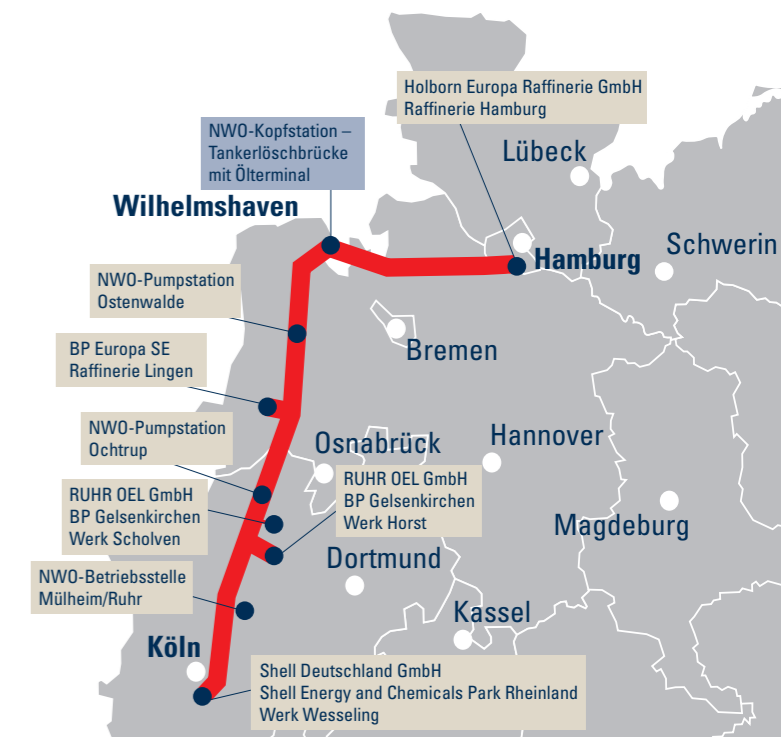 Holborn Europa Raffinerie GmbH
Raffinerie Hamburg
NWO-Kopfstation –
Tankerlöschbrücke
mit Ölterminal
Lübeck
Wilhelmshaven
Hamburg
Schwerin
NWO-Pumpstation
Ostenwalde
BP Europa SE
Raffinerie Lingen
Bremen
NWO-Pumpstation
Ochtrup
Osnabrück
Hannover
RUHR OEL GmbH
BP Gelsenkirchen
Werk Scholven
RUHR OEL GmbH
BP Gelsenkirchen
Werk Horst
Magdeburg
Dortmund
NWO-Betriebsstelle
Mülheim/Ruhr
Kassel
Köln
Shell Deutschland GmbH
Shell Energy and Chemicals Park Rheinland
Werk Wesseling